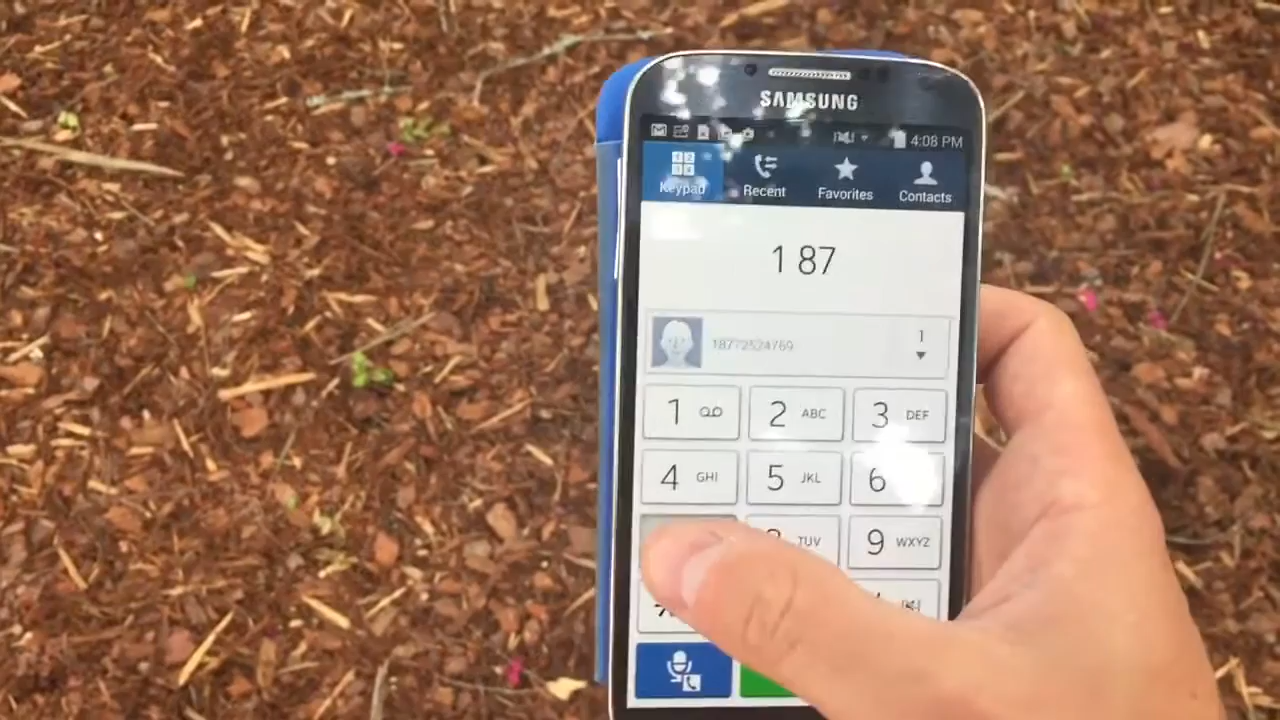 SAMSUNG
4:08 PM
Keypad Recent Favorites Contacts
1 87
18772524769 1
1 2 ABC 3 DEF
4 GHI 5 JKL 6
TUV 9 WXYZ